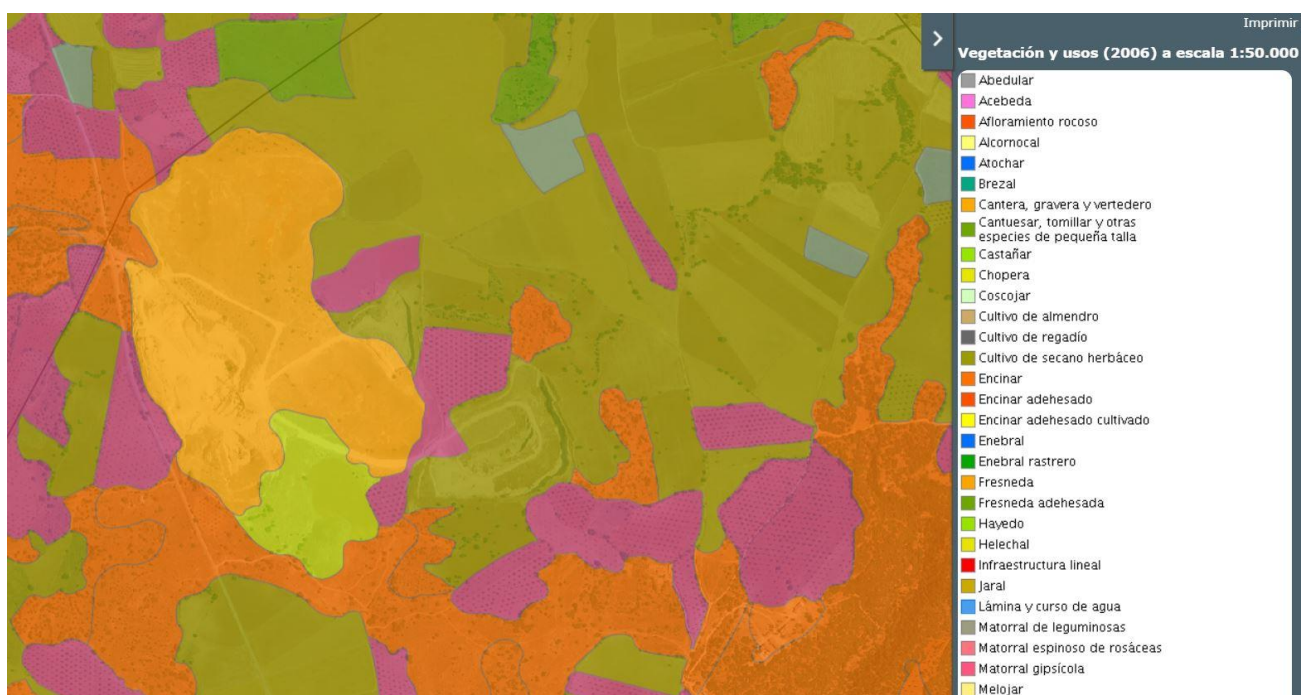 Imprimir
Vegetación y usos (2006) a escala 1:50.000
Abedular
Acebeda
Afloramiento rocoso
Alcornocal
Atochar
Brezal
Cantera, gravera y vertedero
Cantuesar, tomillar y otras
especies de pequeña talla
Castañar
Chopera
Coscojar
Cultivo de almendro
Cultivo de regadío
Cultivo de secano herbáceo
Encinar
Encinar adehesado
Encinar adehesado cultivado
Enebral
Enebral rastrero
Fresneda
Fresneda adehesada
Hayedo
Helechal
Infraestructura lineal
Jaral
Lámina y curso de agua
Matorral de leguminosas
Matorral espinoso de rosáceas
Matorral gipsícola
Melojar